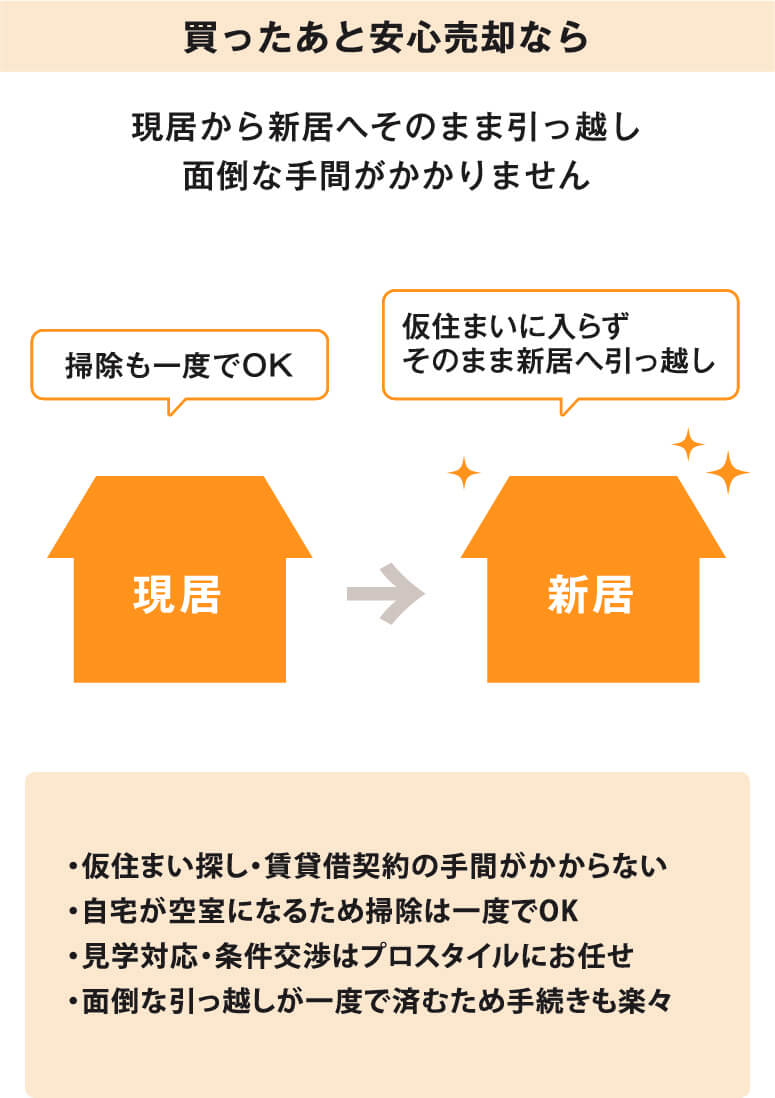 買ったあと安心売却なら
現居から新居へそのまま引っ越し
面倒な手間がかかりません
掃除も一度でOK
仮住まいに入らず
そのまま新居へ引っ越し
現居
新居
・仮住まい探し・賃貸借契約の手間がかからない
・自宅が空室になるため掃除は一度でOK
・見学対応・条件交渉はプロスタイルにお任せ
・面倒な引っ越しが一度で済むため手続きも楽々